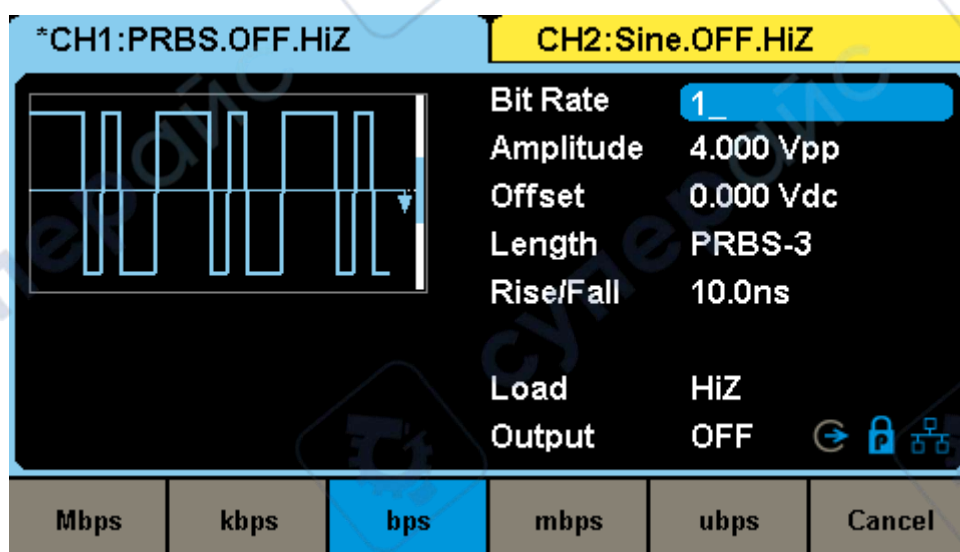 *CH1:PRBS.OFF.HiZ
CH2:Sine.OFF.HiZ
Bit Rate 1_
Amplitude 4.000 Vpp
Offset 0.000 Vdc
Length PRBS-3
Rise/Fall 10.0ns
Load HiZ
Output OFF
P
Mbps kbps bps mbps ubps Cancel
суперайс